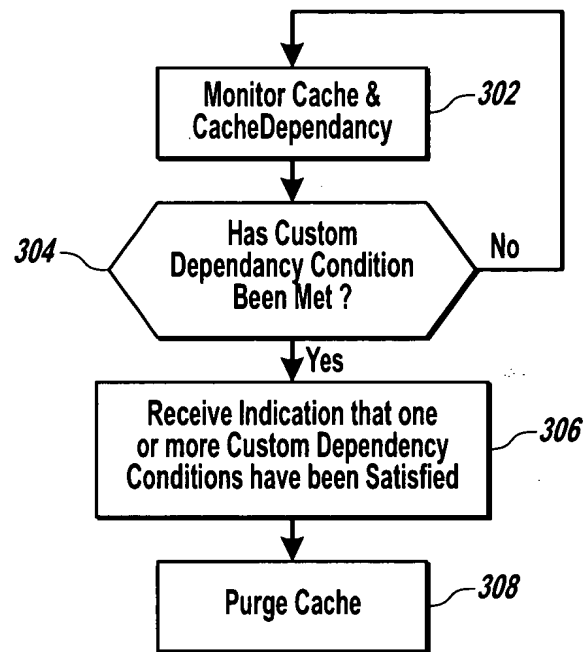 Monitor Cache &
CacheDependancy
302
Has Custom
Dependancy Condition
Been Met ?
304
No
Yes
Receive Indication that one
or more Custom Dependency
Conditions have been Satisfied
306
Purge Cache
308